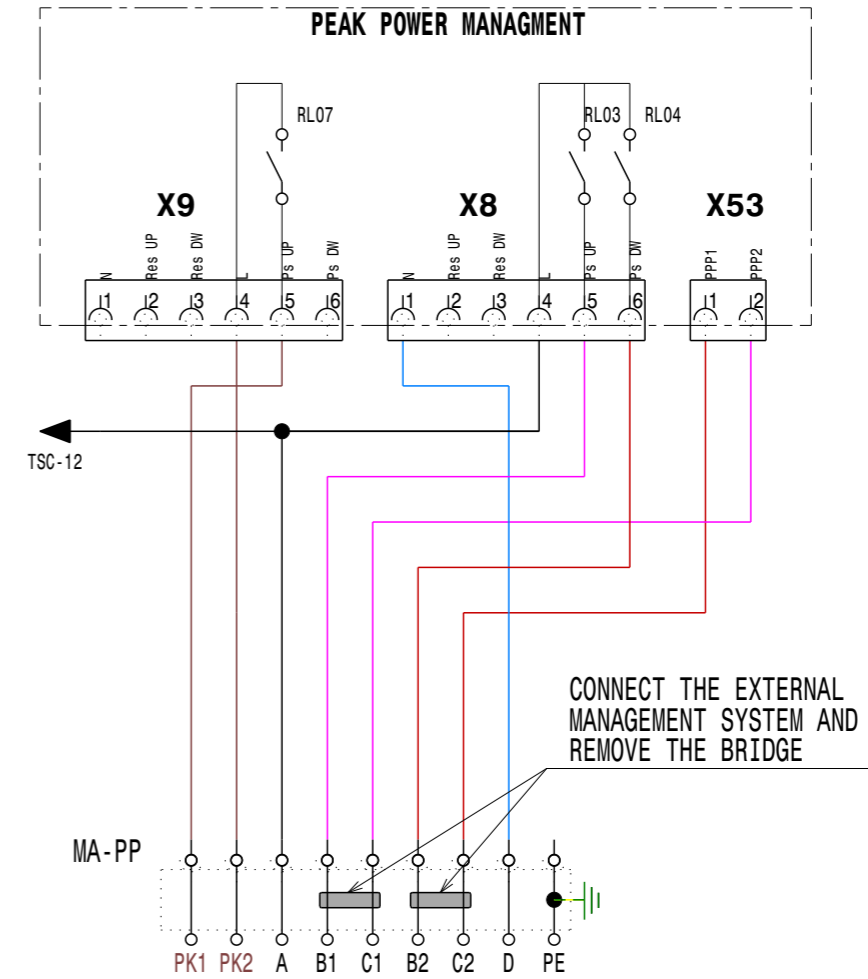 PEAK POWER MANAGMENT
RL07
RL03 RL04
X9 X8 X53
N Res UP Res DW L Ps UP Ps DW
N Res UP Res DW L Ps UP Ps DW
PPP1 PPP2
1 2 3 4 5 6
1 2 3 4 5 6
1 2
TSC-12
CONNECT THE EXTERNAL
MANAGEMENT SYSTEM AND
REMOVE THE BRIDGE
MA-PP
PK1 PK2 A B1 C1 B2 C2 D PE